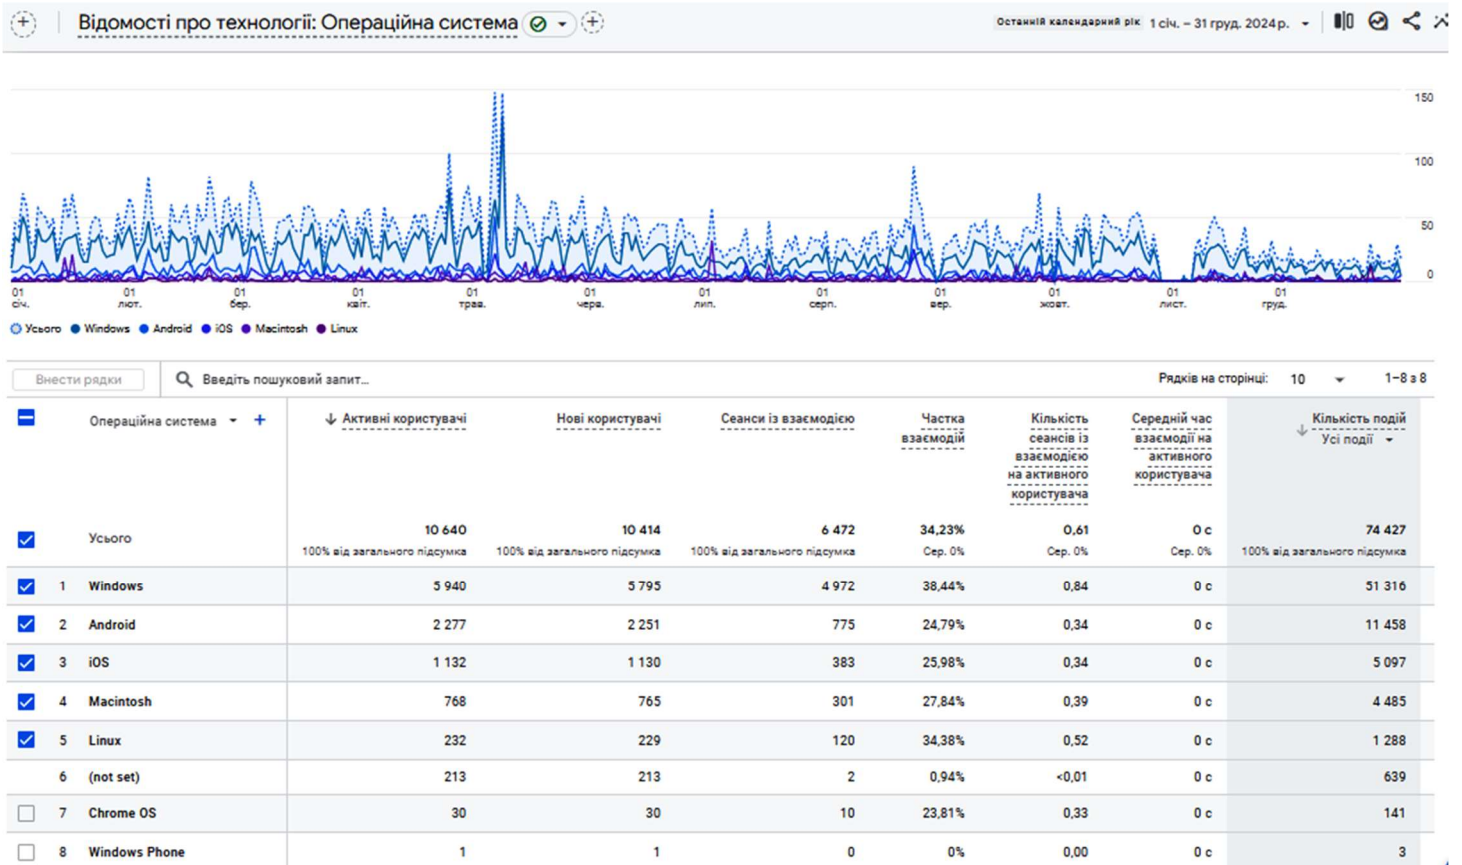 Відомості про технології: Операційна система
Останній календарний рік 1 січ. – 31 груд. 2024 р.
150
100
50
0
01 01 01 01 01 01 01 01 01 01 01 01
січ. лют. бер. квіт. трав. черв. лип. серп. вер. жовт. лист. груд.
Усього Windows Android iOS Macintosh Linux
Внести рядки Введіть пошуковий запит... Рядків на сторінці: 10 1–8 з 8
Операційна система + ↓ Активні користувачі Нові користувачі Сеанси із взаємодією Частка взаємодій Кількість сеансів із взаємодією на активного користувача Середній час взаємодії на активного користувача ↓ Кількість подій Усі події
Усього 10 640 10 414 6 472 34,23% 0,61 0 с 74 427
100% від загального підсумка 100% від загального підсумка 100% від загального підсумка Сер. 0% Сер. 0% Сер. 0% 100% від загального підсумка
1 Windows 5 940 5 795 4 972 38,44% 0,84 0 с 51 316
2 Android 2 277 2 251 775 24,79% 0,34 0 с 11 458
3 iOS 1 132 1 130 383 25,98% 0,34 0 с 5 097
4 Macintosh 768 765 301 27,84% 0,39 0 с 4 485
5 Linux 232 229 120 34,38% 0,52 0 с 1 288
6 (not set) 213 213 2 0,94% <0,01 0 с 639
7 Chrome OS 30 30 10 23,81% 0,33 0 с 141
8 Windows Phone 1 1 0 0% 0,00 0 с 3